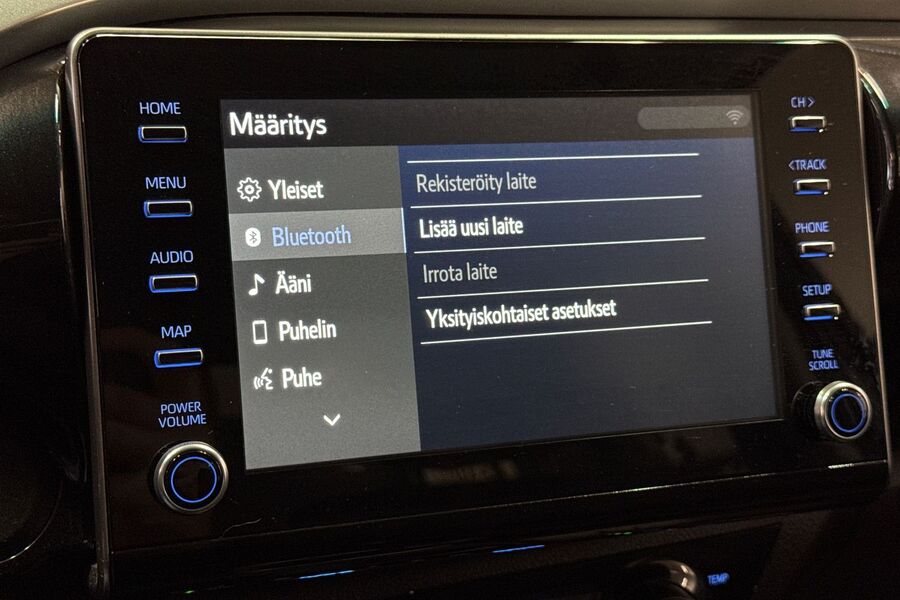 HOME
MENU
AUDIO
MAP
POWER
VOLUME
Määritys
Yleiset
Bluetooth
Ääni
Puhelin
Puhe
Rekisteröity laite
Lisää uusi laite
Irrota laite
Yksityiskohtaiset asetukset
CH>
<TRACK
PHONE
SETUP
TUNE
SCROLL
TEMP